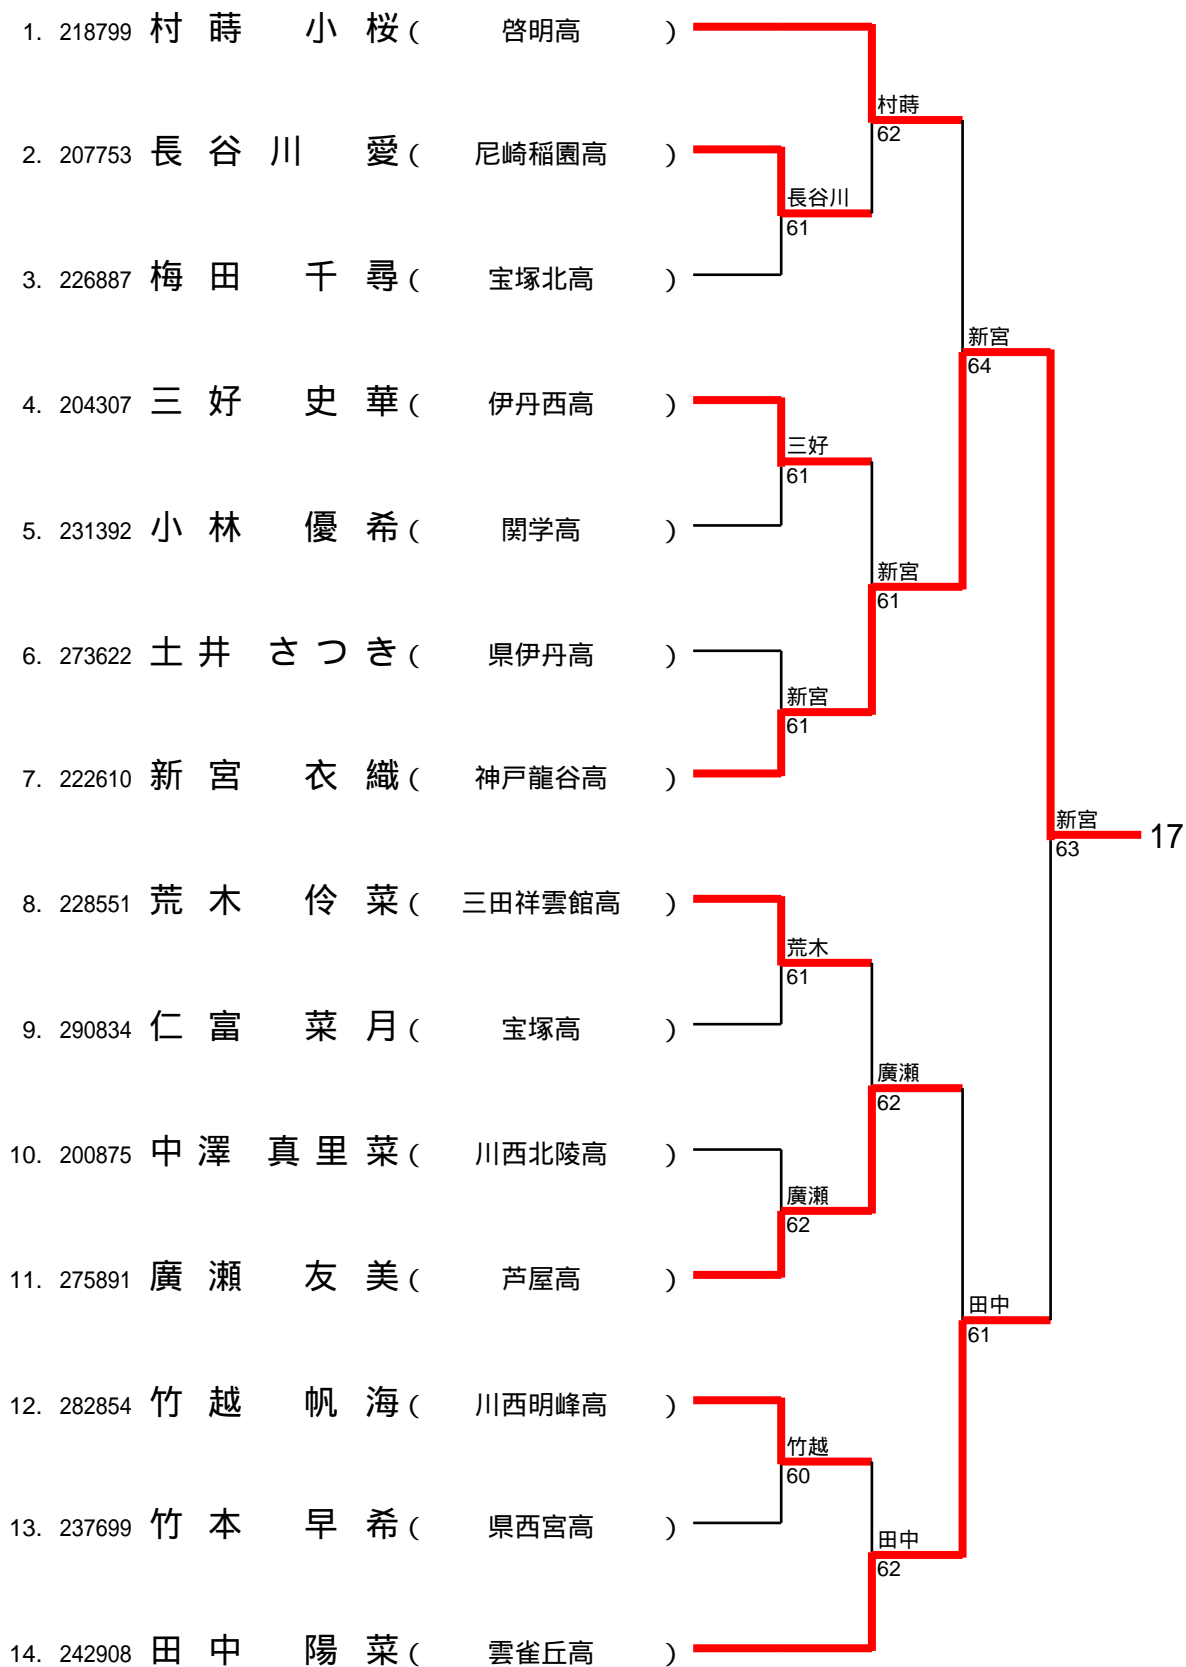 1. 218799 村蒔 小桜 ( 啓明高 )
村蒔
62
2. 207753 長谷川 愛 ( 尼崎稲園高 )
長谷川
61
3. 226887 梅田 千尋 ( 宝塚北高 )
新宮
64
4. 204307 三好 史華 ( 伊丹西高 )
三好
61
5. 231392 小林 優希 ( 関学高 )
新宮
61
6. 273622 土井 さつき ( 県伊丹高 )
新宮
61
7. 222610 新宮 衣織 ( 神戸龍谷高 )
新宮
63
17
8. 228551 荒木 伶菜 ( 三田祥雲館高 )
荒木
61
9. 290834 仁富 菜月 ( 宝塚高 )
廣瀬
62
10. 200875 中澤 真里菜 ( 川西北陵高 )
廣瀬
62
11. 275891 廣瀬 友美 ( 芦屋高 )
田中
61
12. 282854 竹越 帆海 ( 川西明峰高 )
竹越
60
13. 237699 竹本 早希 ( 県西宮高 )
田中
62
14. 242908 田中 陽菜 ( 雲雀丘高 )